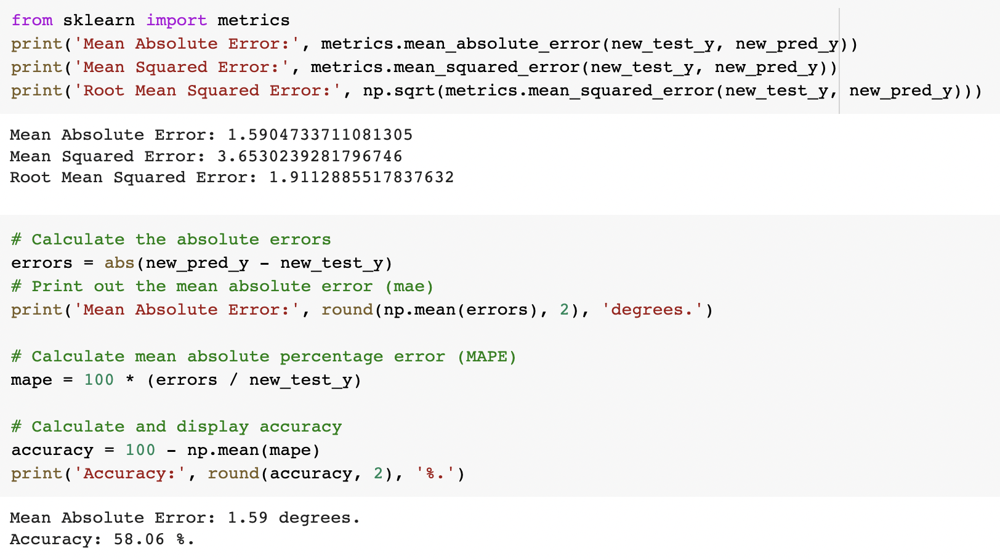 from sklearn import metrics
print('Mean Absolute Error:', metrics.mean_absolute_error(new_test_y, new_pred_y))
print('Mean Squared Error:', metrics.mean_squared_error(new_test_y, new_pred_y))
print('Root Mean Squared Error:', np.sqrt(metrics.mean_squared_error(new_test_y, new_pred_y)))
Mean Absolute Error: 1.5904733711081305
Mean Squared Error: 3.6530239281796746
Root Mean Squared Error: 1.9112885517837632
# Calculate the absolute errors
errors = abs(new_pred_y - new_test_y)
# Print out the mean absolute error (mae)
print('Mean Absolute Error:', round(np.mean(errors), 2), 'degrees.')
# Calculate mean absolute percentage error (MAPE)
mape = 100 * (errors / new_test_y)
# Calculate and display accuracy
accuracy = 100 - np.mean(mape)
print('Accuracy:', round(accuracy, 2), '%.')
Mean Absolute Error: 1.59 degrees.
Accuracy: 58.06 %.